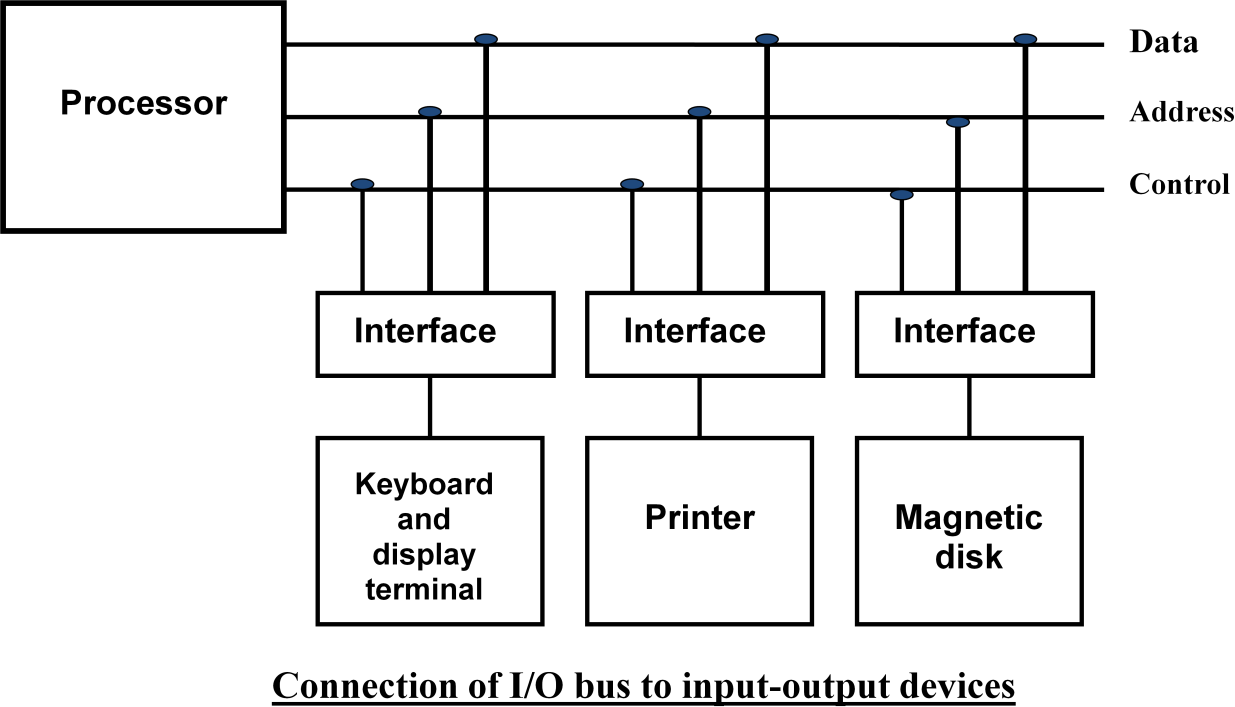 Data
Processor
Address
Control
Interface
Interface
Interface
Keyboard
and
display
terminal
Printer
Magnetic
disk
Connection of I/O bus to input-output devices